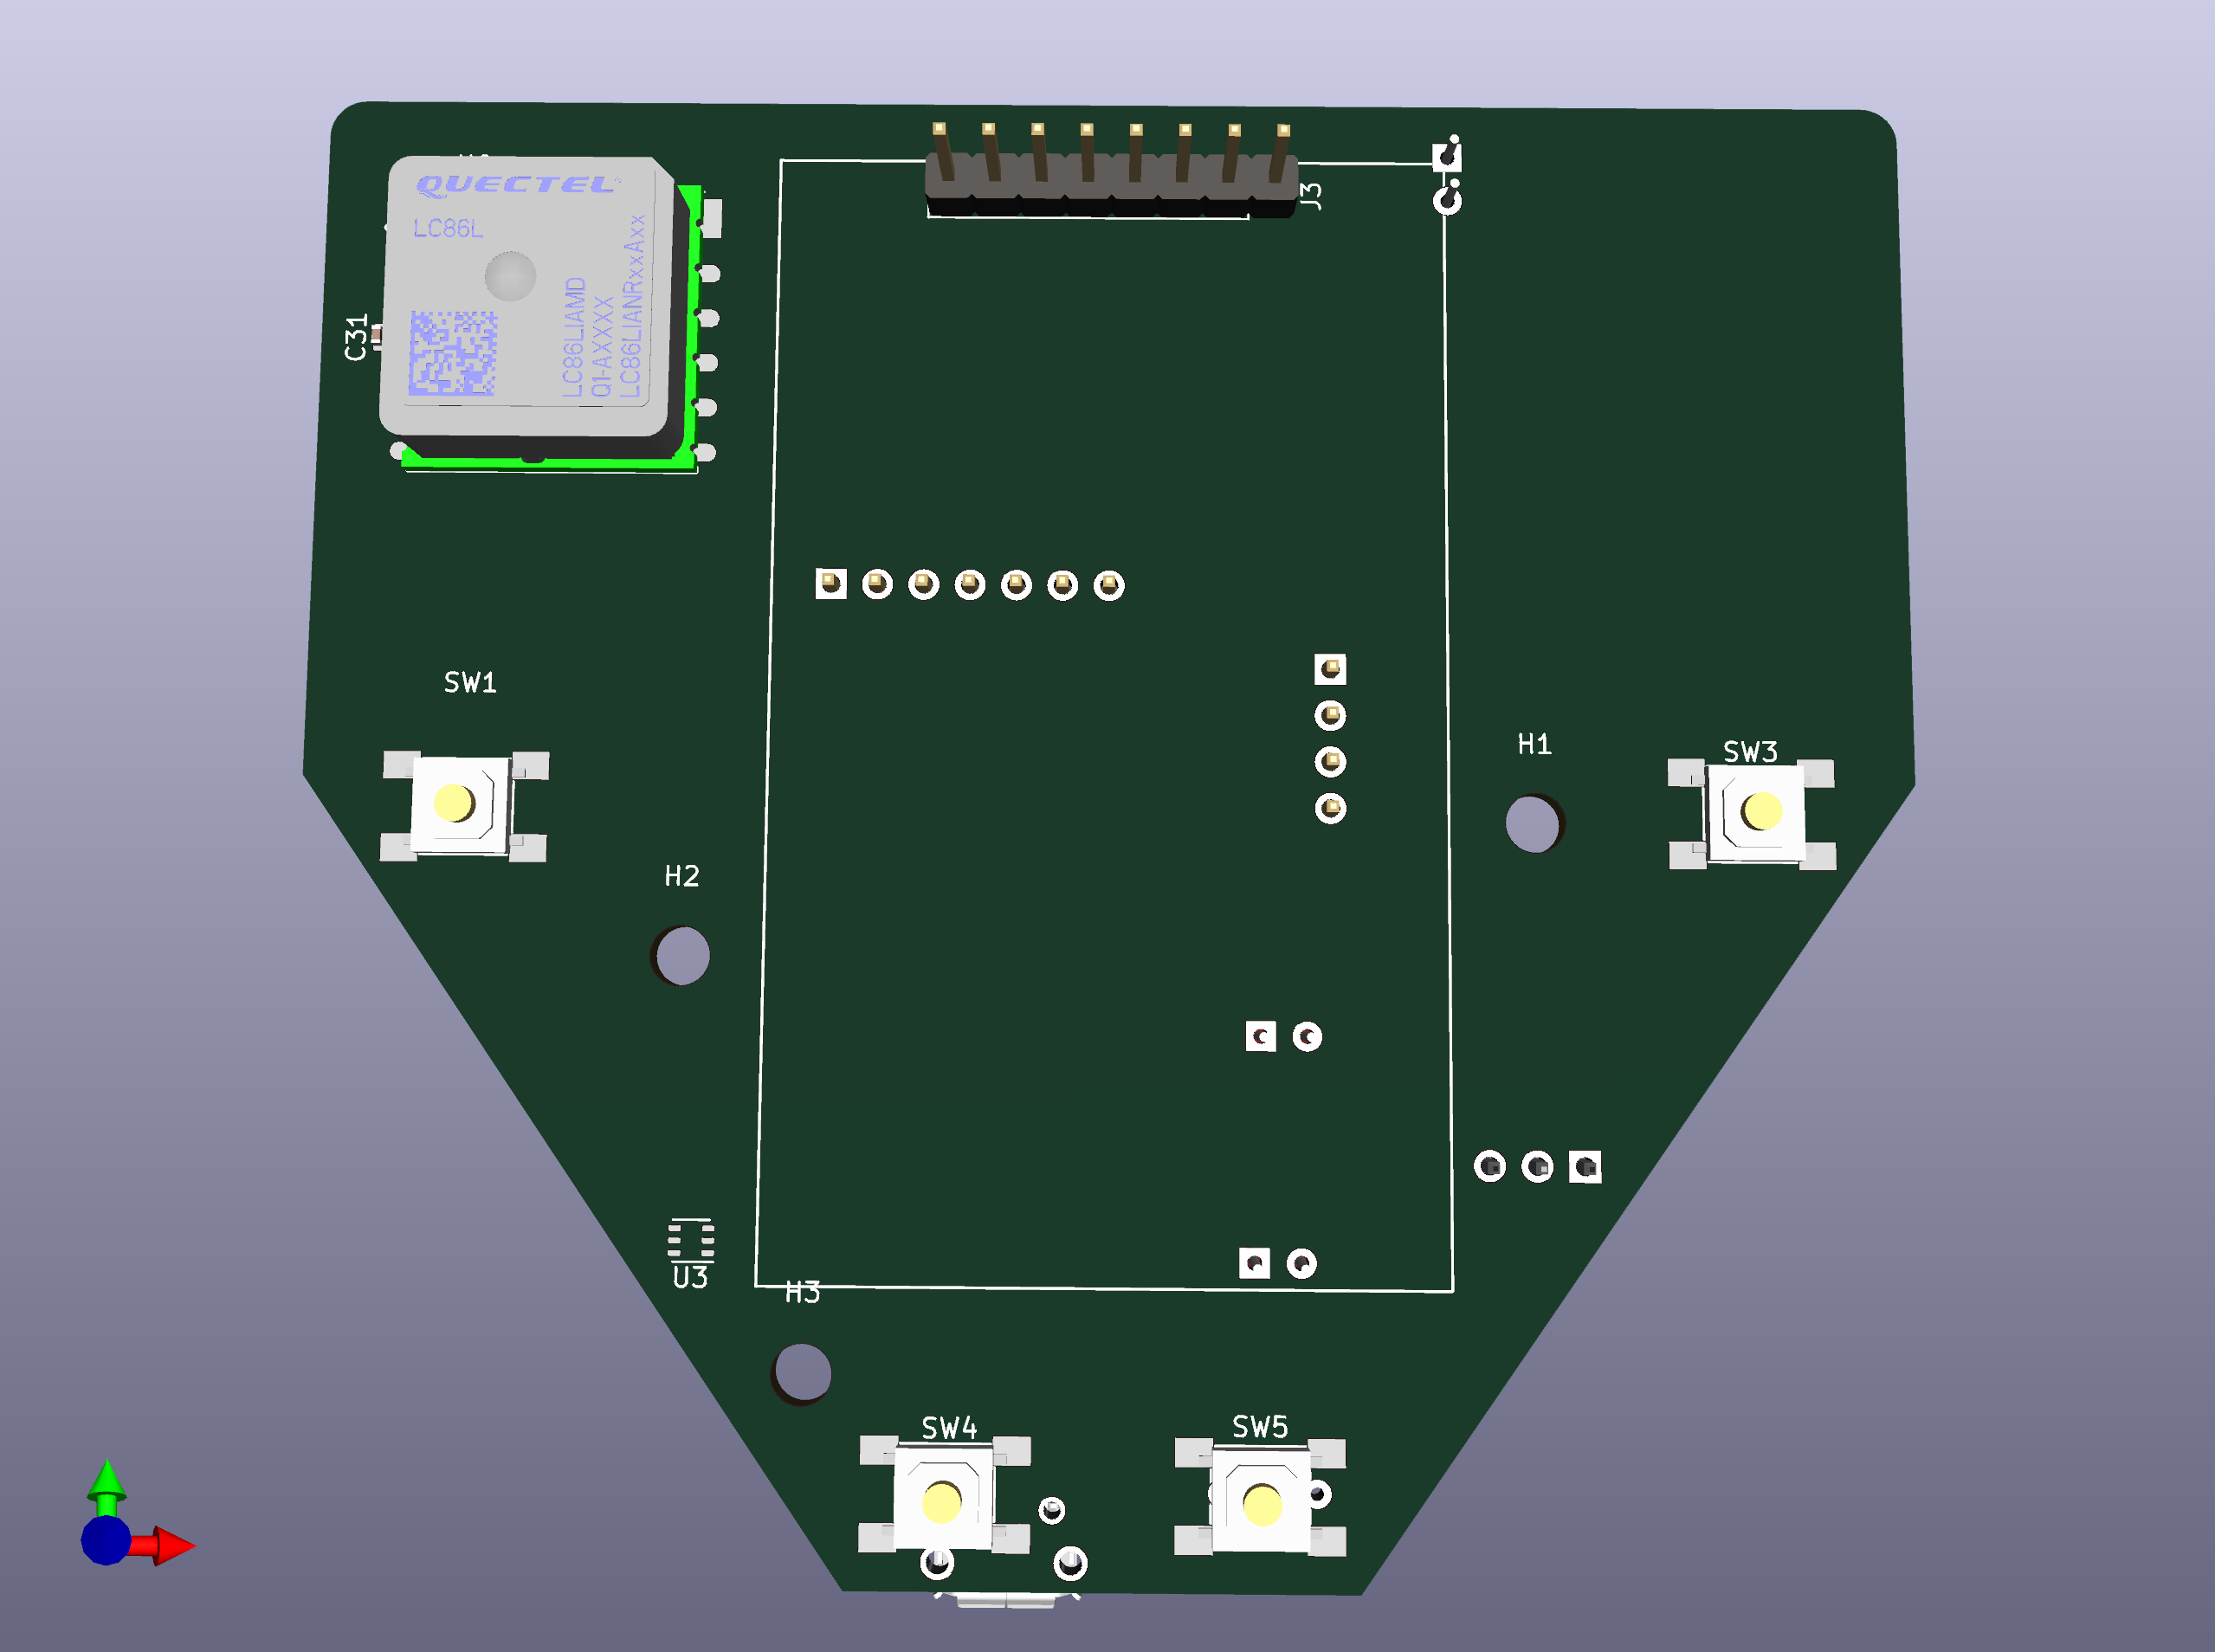 QUECTEL
LC86L
LC86LIAMD
Q1-AXXXX
LC86LIANRxxAxx
J3
C31
SW1
H1
SW3
H2
U3
H3
SW4
SW5